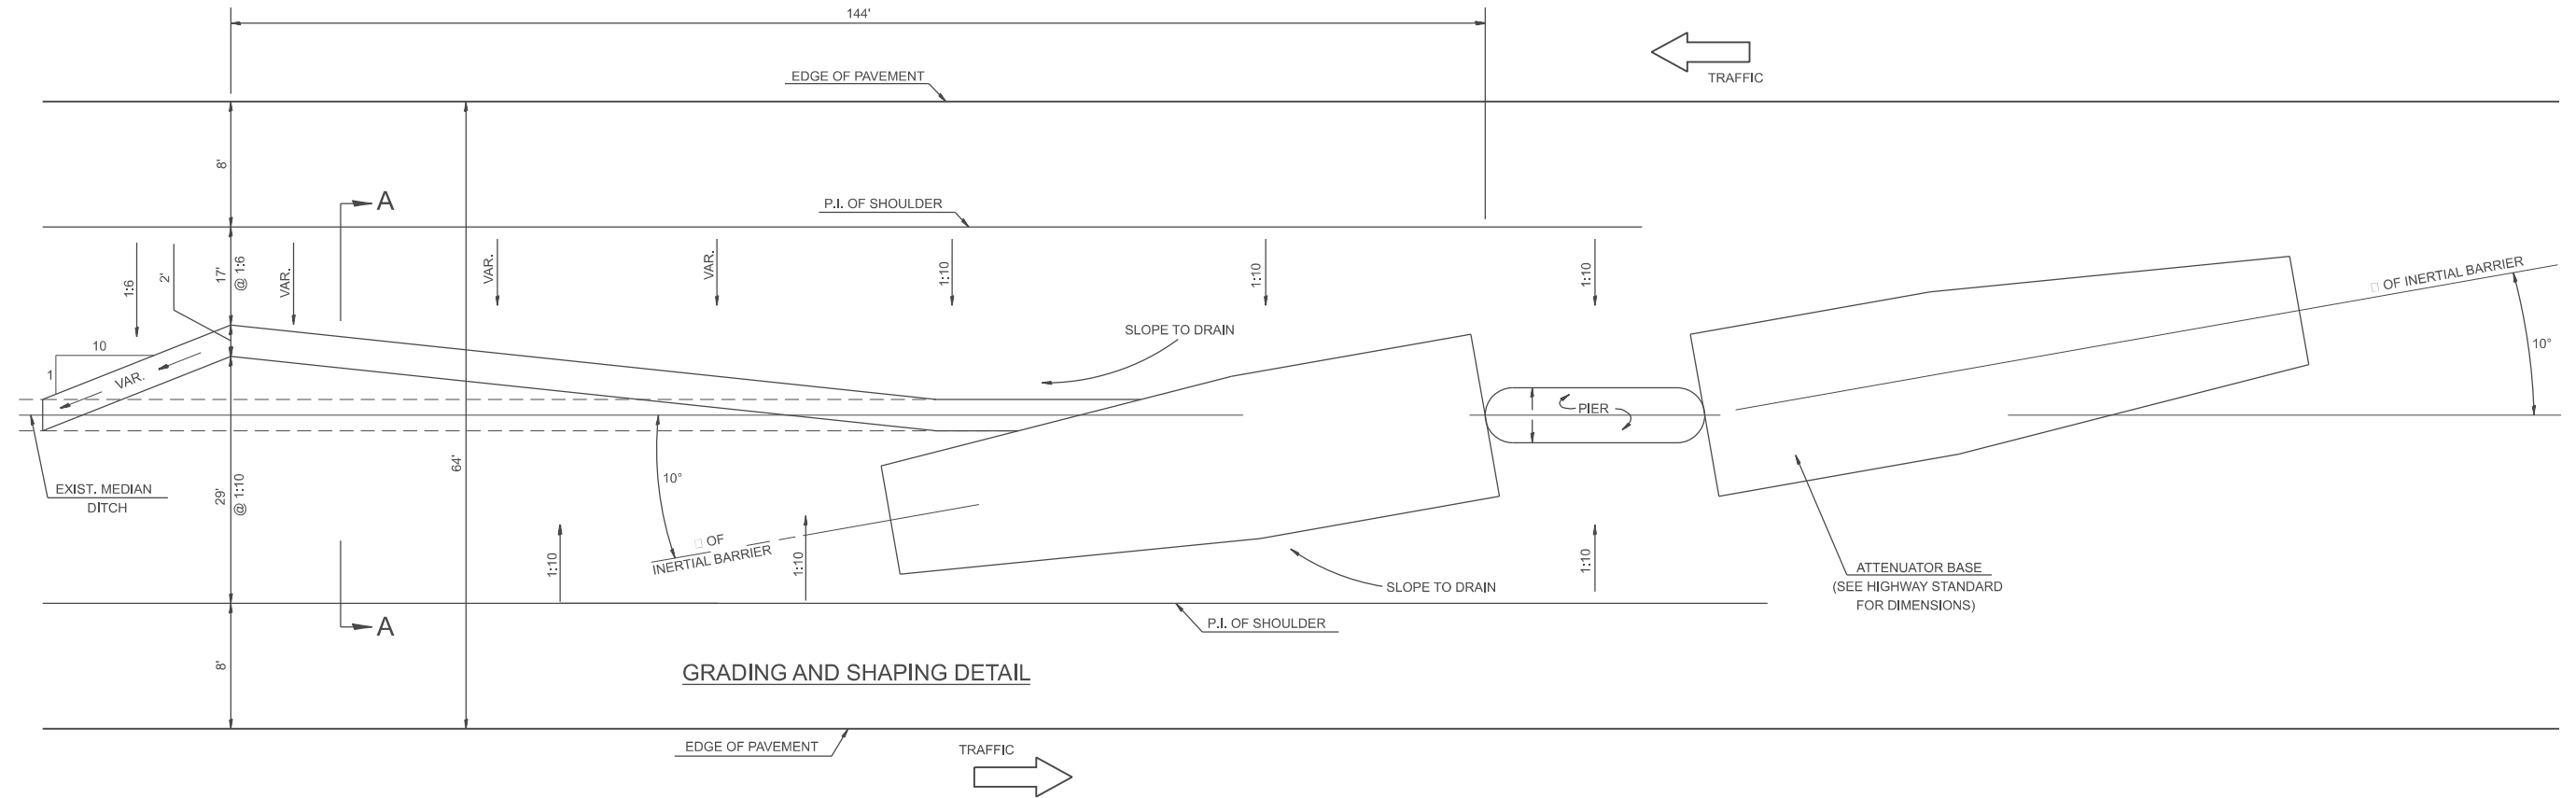 144'
TRAFFIC
EDGE OF PAVEMENT
8'
A
P.I. OF SHOULDER
1:6
2'
17'
@ 1:6
VAR.
VAR.
VAR.
1:10
1:10
1:10
OF INERTIAL BARRIER
10
1
VAR.
SLOPE TO DRAIN
10°
PIER
EXIST. MEDIAN
DITCH
29'
@ 1:10
64'
10°
OF
INERTIAL BARRIER
1:10
1:10
1:10
SLOPE TO DRAIN
ATTENUATOR BASE
(SEE HIGHWAY STANDARD
FOR DIMENSIONS)
A
P.I. OF SHOULDER
8'
GRADING AND SHAPING DETAIL
EDGE OF PAVEMENT
TRAFFIC